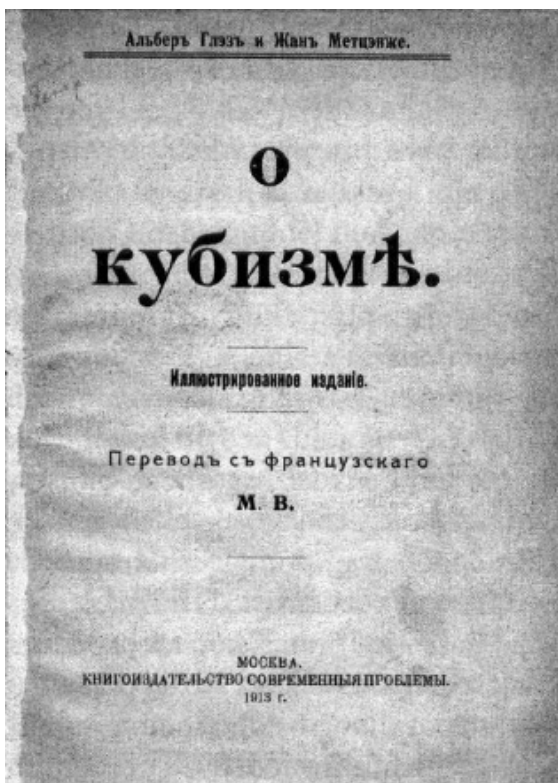 Альберъ Глэзъ и Жанъ Метцэнже.
О
кубизмѣ.
Иллюстрированное изданіе.
Переводъ съ французскаго
М. В.
МОСКВА.
КНИГОИЗДАТЕЛЬСТВО СОВРЕМЕННЫЯ ПРОБЛЕМЫ.
1913 г.